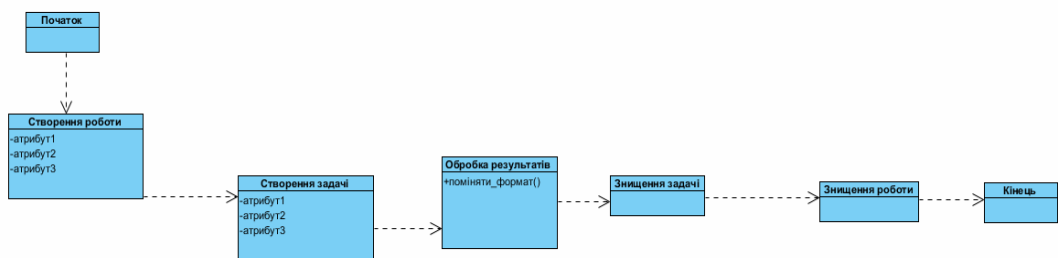 Початок
Створення роботи
-атрибут1
-атрибут2
-атрибут3
Створення задачі
-атрибут1
-атрибут2
-атрибут3
Обробка результатів
+поміняти_формат()
Знищення задачі
Знищення роботи
Кінець